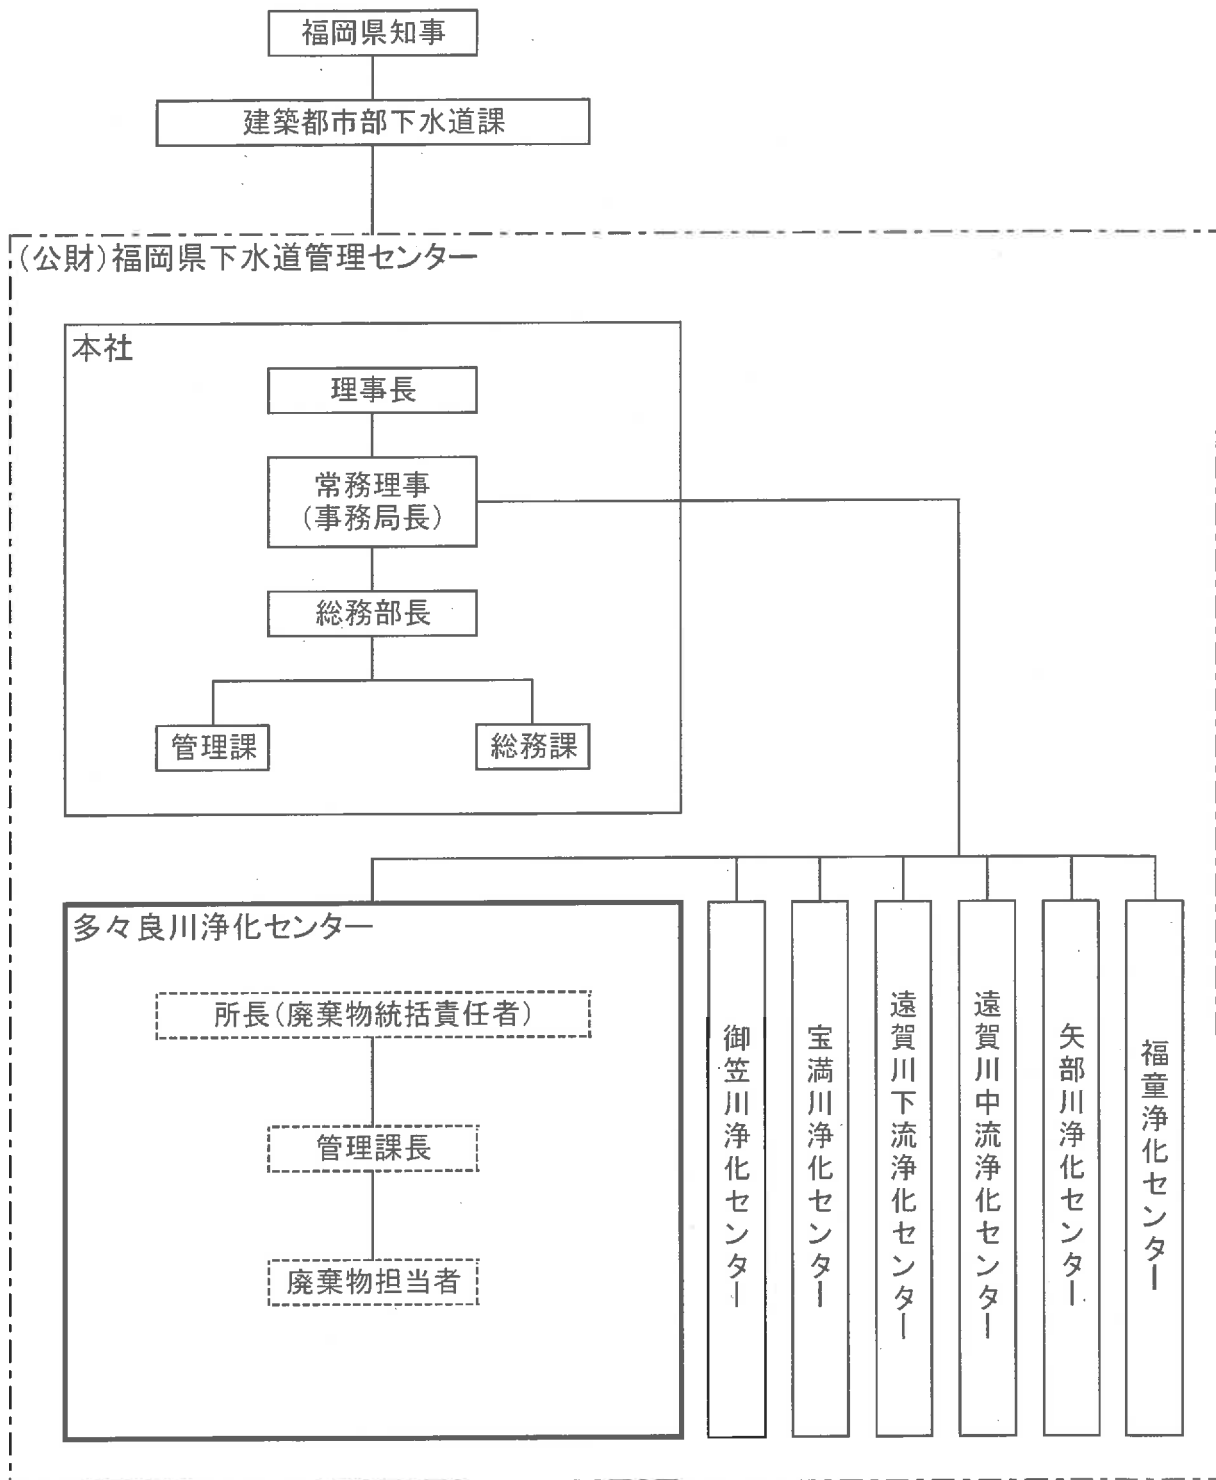 福岡県知事
建築都市部下水道課
(公財)福岡県下水道管理センター
本社
理事長
常務理事
(事務局長)
総務部長
管理課
総務課
多々良川浄化センター
所長(廃棄物統括責任者)
管理課長
廃棄物担当者
御笠川浄化センター
宝満川浄化センター
遠賀川下流浄化センター
遠賀川中流浄化センター
矢部川浄化センター
福童浄化センター